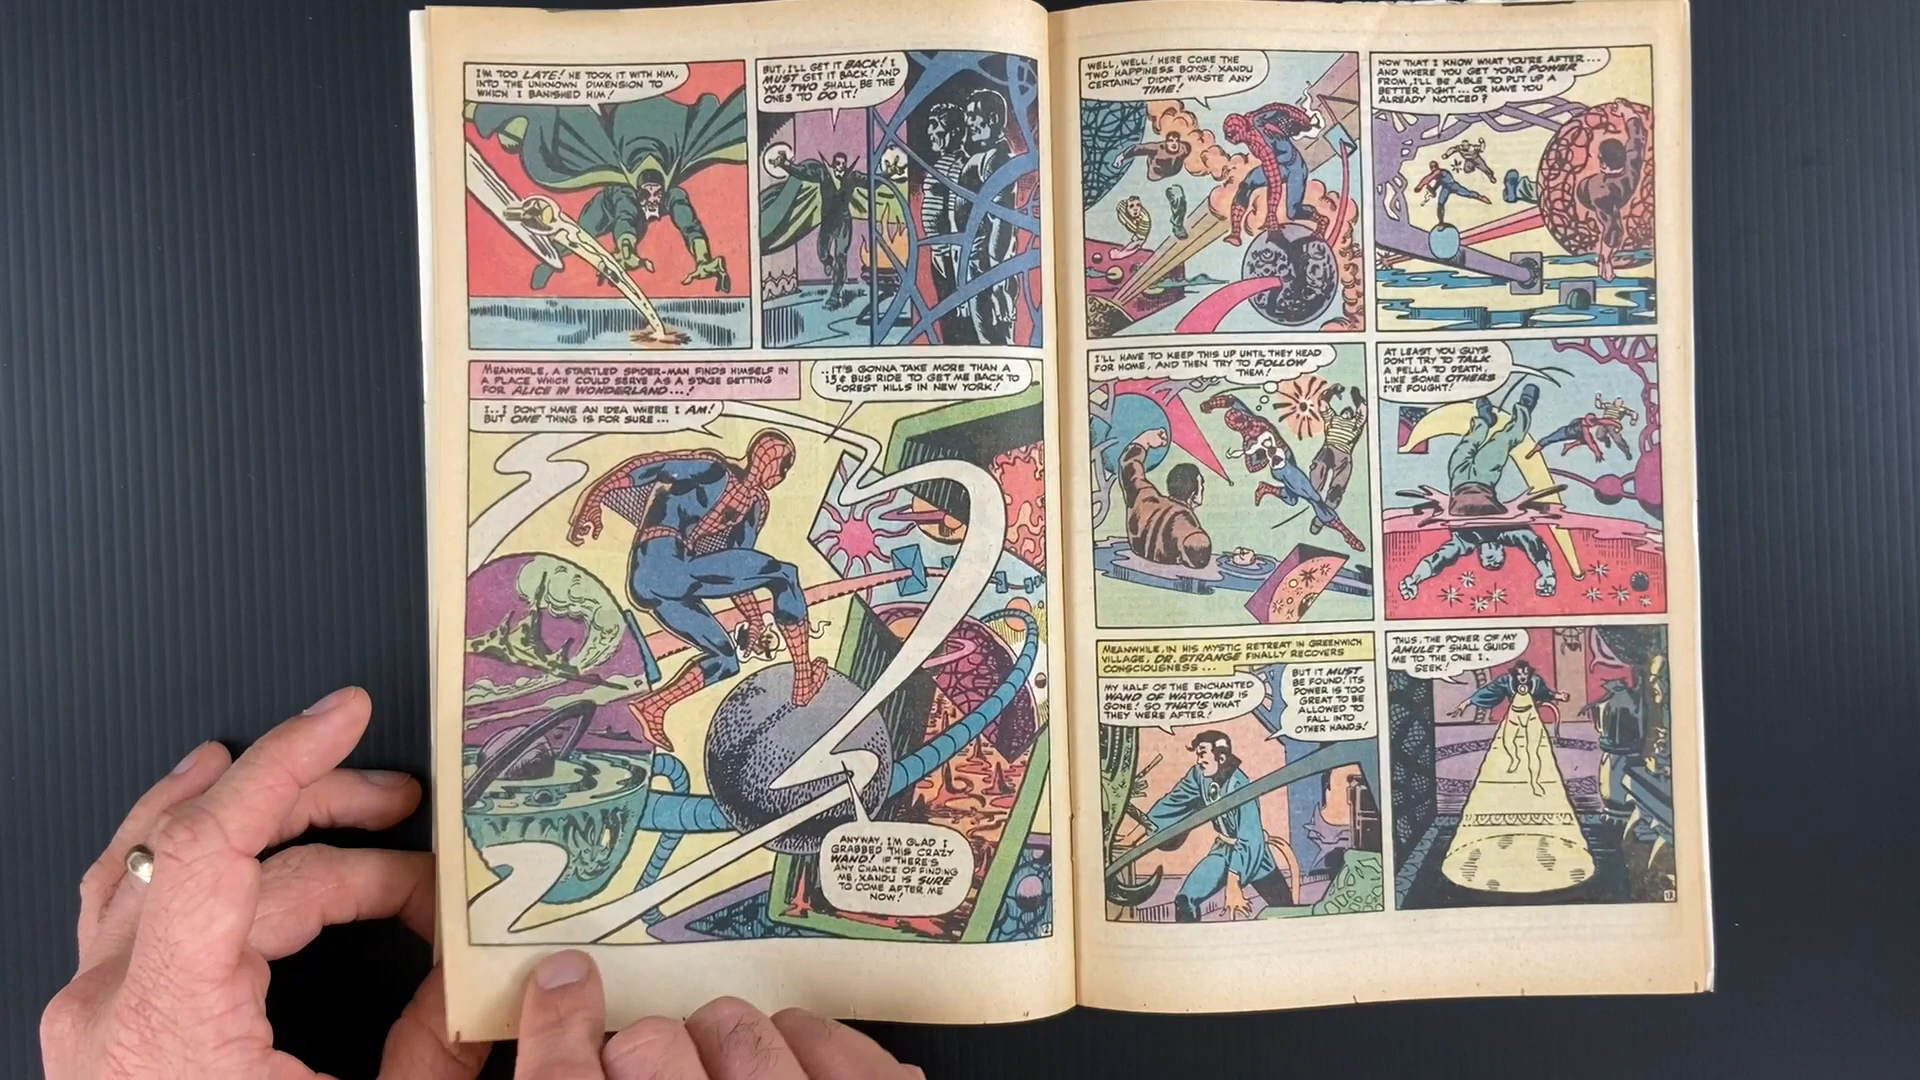 I'M TOO LATE! HE TOOK IT WITH HIM,
INTO THE UNKNOWN DIMENSION TO
WHICH I BANISHED HIM!
BUT, I'LL GET IT BACK! I
MUST GET IT BACK! AND
YOU TWO SHALL BE THE
ONES TO DO IT!
MEANWHILE, A STARTLED SPIDER-MAN FINDS HIMSELF IN
A PLACE WHICH COULD SERVE AS A STAGE SETTING
FOR ALICE IN WONDERLAND...!
I.. I DON'T HAVE AN IDEA WHERE I AM!
BUT ONE THING IS FOR SURE...
..IT'S GONNA TAKE MORE THAN A
15¢ BUS RIDE TO GET ME BACK TO
FOREST HILLS IN NEW YORK!
ANYWAY, I'M GLAD I
GRABBED THIS CRAZY
WAND! IF THERE'S
ANY CHANCE OF FINDING
ME, XANDU IS SURE
TO COME AFTER ME
NOW!
12
WELL, WELL! HERE COME THE
TWO HAPPINESS BOYS! XANDU
CERTAINLY DIDN'T WASTE ANY
TIME!
NOW THAT I KNOW WHAT YOU'RE AFTER...
AND WHERE YOU GET YOUR POWER
FROM, I'LL BE ABLE TO PUT UP A
BETTER FIGHT... OR HAVE YOU
ALREADY NOTICED?
I'LL HAVE TO KEEP THIS UP UNTIL THEY HEAD
FOR HOME, AND THEN TRY TO FOLLOW
THEM!
AT LEAST YOU GUYS
DON'T TRY TO TALK
A FELLA TO DEATH,
LIKE SOME OTHERS
I'VE FOUGHT!
MEANWHILE, IN HIS MYSTIC RETREAT IN GREENWICH
VILLAGE, DR. STRANGE FINALLY RECOVERS
CONSCIOUSNESS...
MY HALF OF THE ENCHANTED
WAND OF WATOOMB IS
GONE! SO THAT'S WHAT
THEY WERE AFTER!
BUT IT MUST
BE FOUND! ITS
POWER IS TOO
GREAT TO BE
ALLOWED TO
FALL INTO
OTHER HANDS!
THUS, THE POWER OF MY
AMULET SHALL GUIDE
ME TO THE ONE I
SEEK!
13